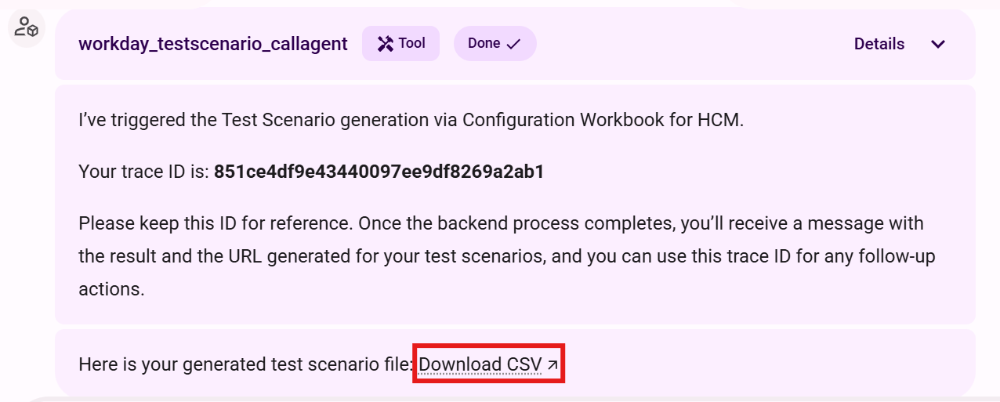 workday_testscenario_callagent Tool Done Details
I’ve triggered the Test Scenario generation via Configuration Workbook for HCM.
Your trace ID is: 851ce4df9e43440097ee9df8269a2ab1
Please keep this ID for reference. Once the backend process completes, you’ll receive a message with
the result and the URL generated for your test scenarios, and you can use this trace ID for any follow-up
actions.
Here is your generated test scenario file: Download CSV